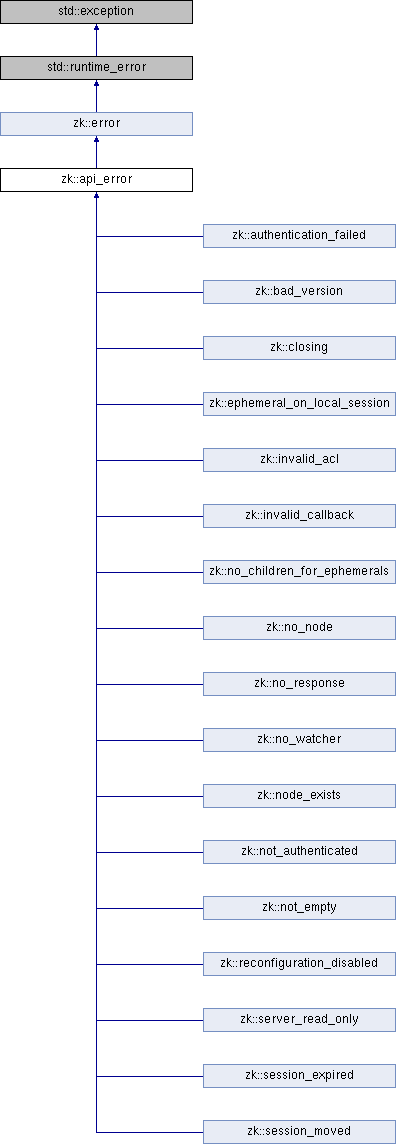 std::exception
std::runtime_error
zk::error
zk::api_error
zk::authentication_failed
zk::bad_version
zk::closing
zk::ephemeral_on_local_session
zk::invalid_acl
zk::invalid_callback
zk::no_children_for_ephemerals
zk::no_node
zk::no_response
zk::no_watcher
zk::node_exists
zk::not_authenticated
zk::not_empty
zk::reconfiguration_disabled
zk::server_read_only
zk::session_expired
zk::session_moved